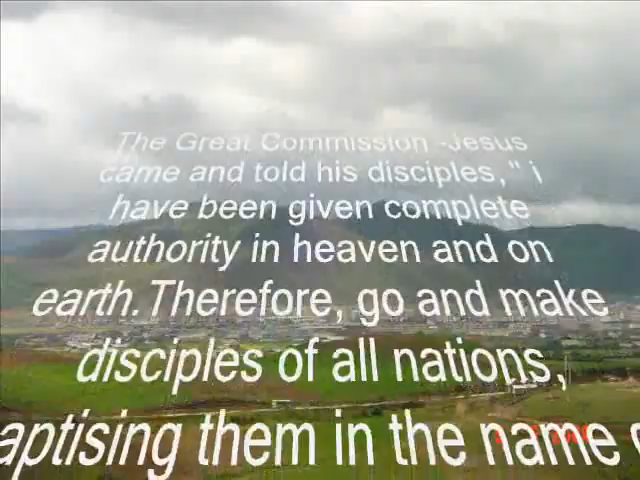 The Great Commission -Jesus
came and told his disciples," i
have been given complete
authority in heaven and on
earth.Therefore, go and make
disciples of all nations,
aptising them in the name